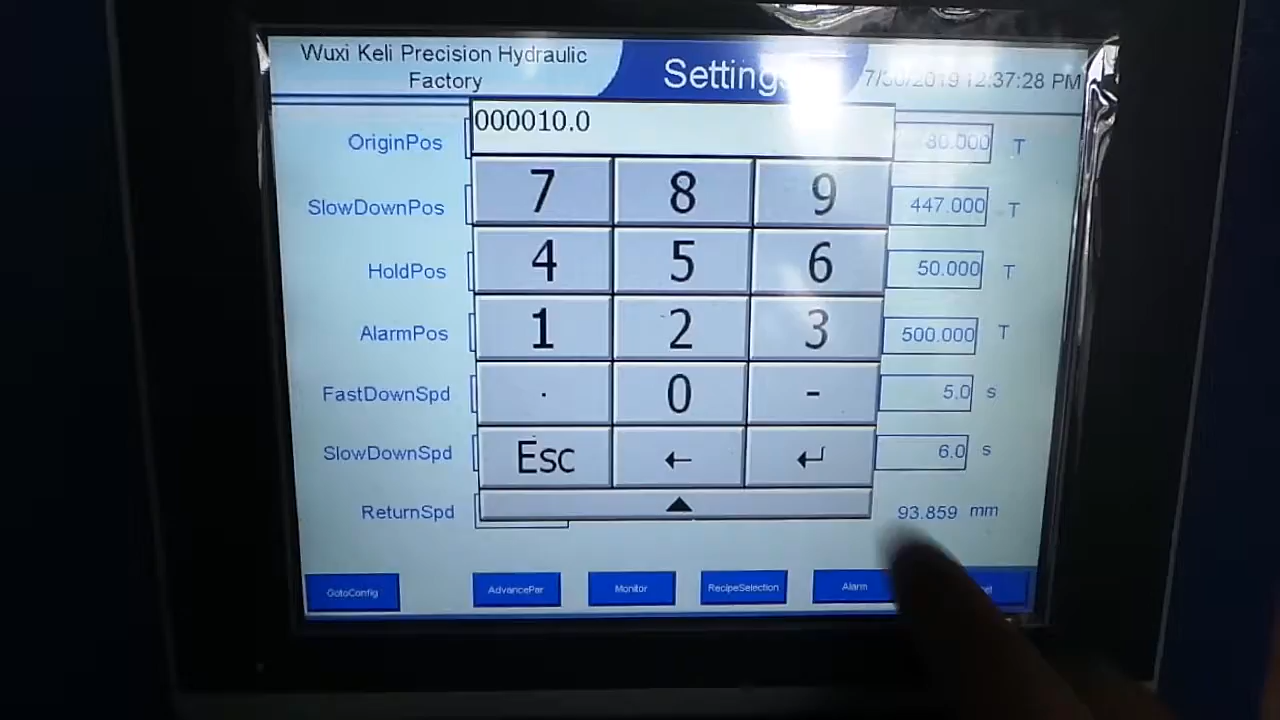 Wuxi Keli Precision Hydraulic
Factory
Settings
7/30/2019 12:37:28 PM
000010.0
OriginPos
30.000 T
7 8 9
SlowDownPos
447.000 T
4 5 6
HoldPos
50.000 T
1 2 3
AlarmPos
500.000 T
. 0 -
FastDownSpd
5.0 s
Esc ← ↵
SlowDownSpd
6.0 s
▲
ReturnSpd
93.859 mm
GotoConfig AdvancePar Monitor RecipeSelection Alarm